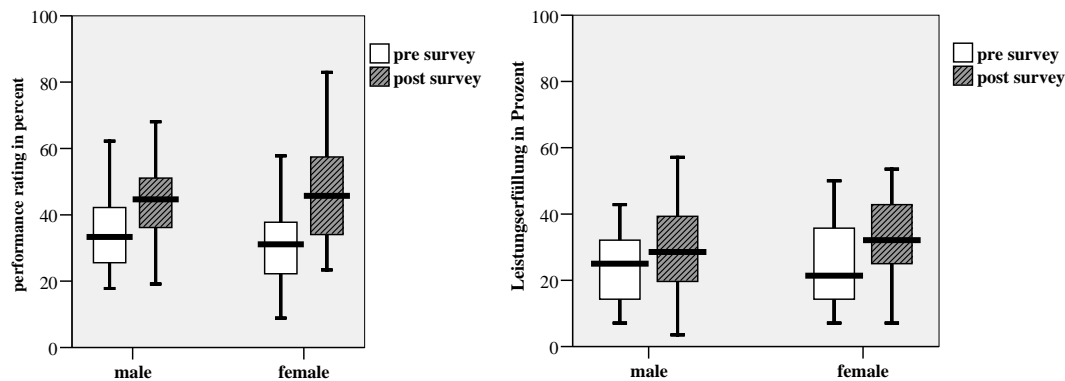 performance rating in percent
100
80
60
40
20
0
male female
pre survey
post survey
Leistungserfüllung in Prozent
100
80
60
40
20
0
male female
pre survey
post survey